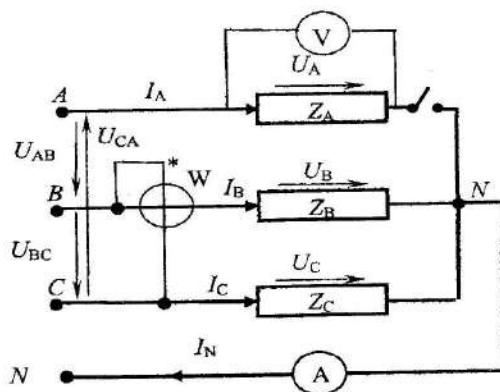 V
U_A
A I_A
Z_A
U_AB U_CA
* W
B I_B U_B N
Z_B
U_BC
C I_C U_C
Z_C
N I_N A